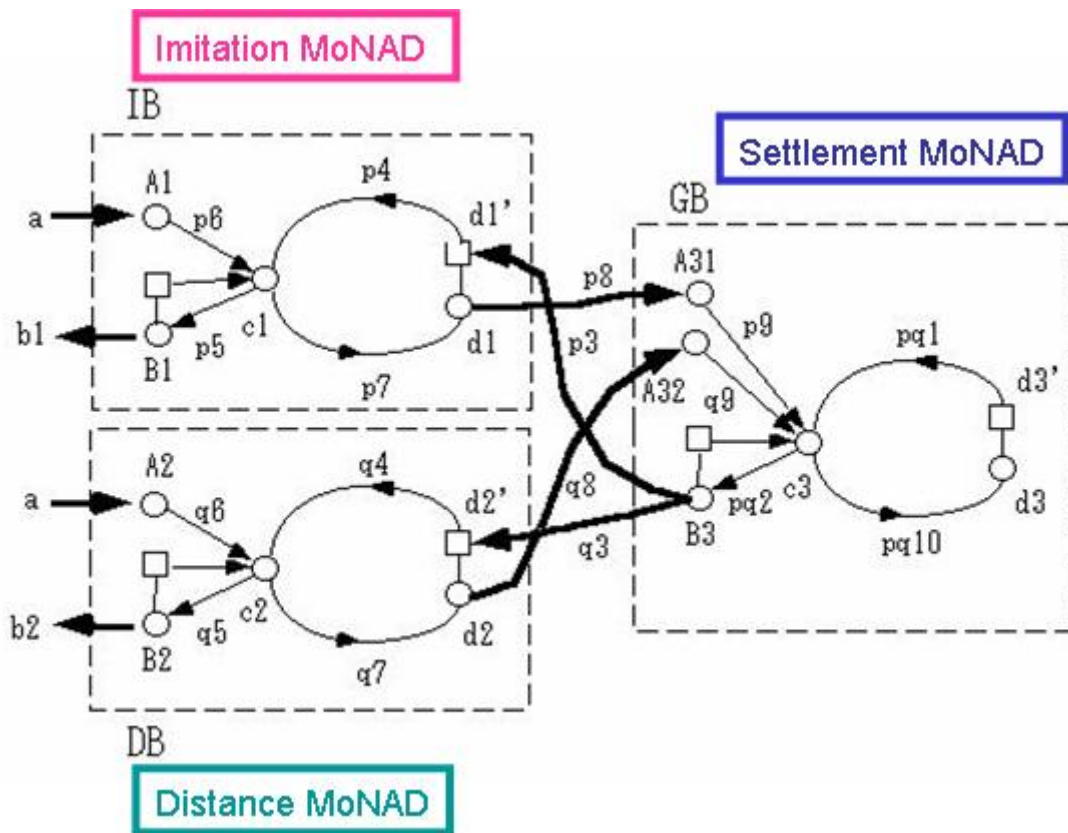 Imitation MoNAD
IB
Settlement MoNAD
A1
p4
GB
a
p6
d1'
A31
p8
b1
p5
c1
d1
p3
p9
B1
p7
A32
q9
pq1
d3'
A2
q4
d2'
q8
a
q6
B3
pq2
c3
d3
q3
pq10
b2
q5
c2
d2
B2
q7
DB
Distance MoNAD